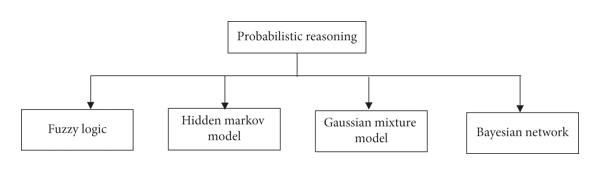 Probabilistic reasoning
Fuzzy logic
Hidden markov
model
Gaussian mixture
model
Bayesian network